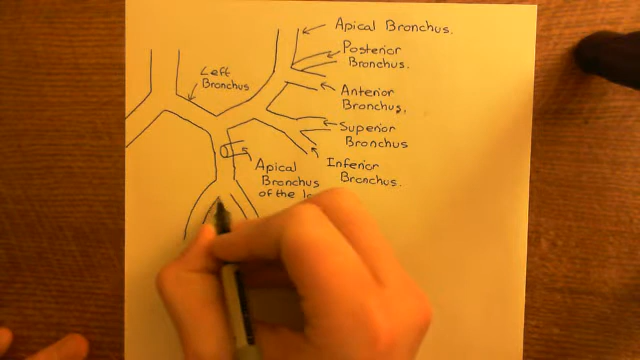 Apical Bronchus.
Posterior
Bronchus.
Left
Bronchus
Anterior
Bronchus.
Superior
Bronchus
Inferior
Bronchus.
Apical
Bronchus
of the